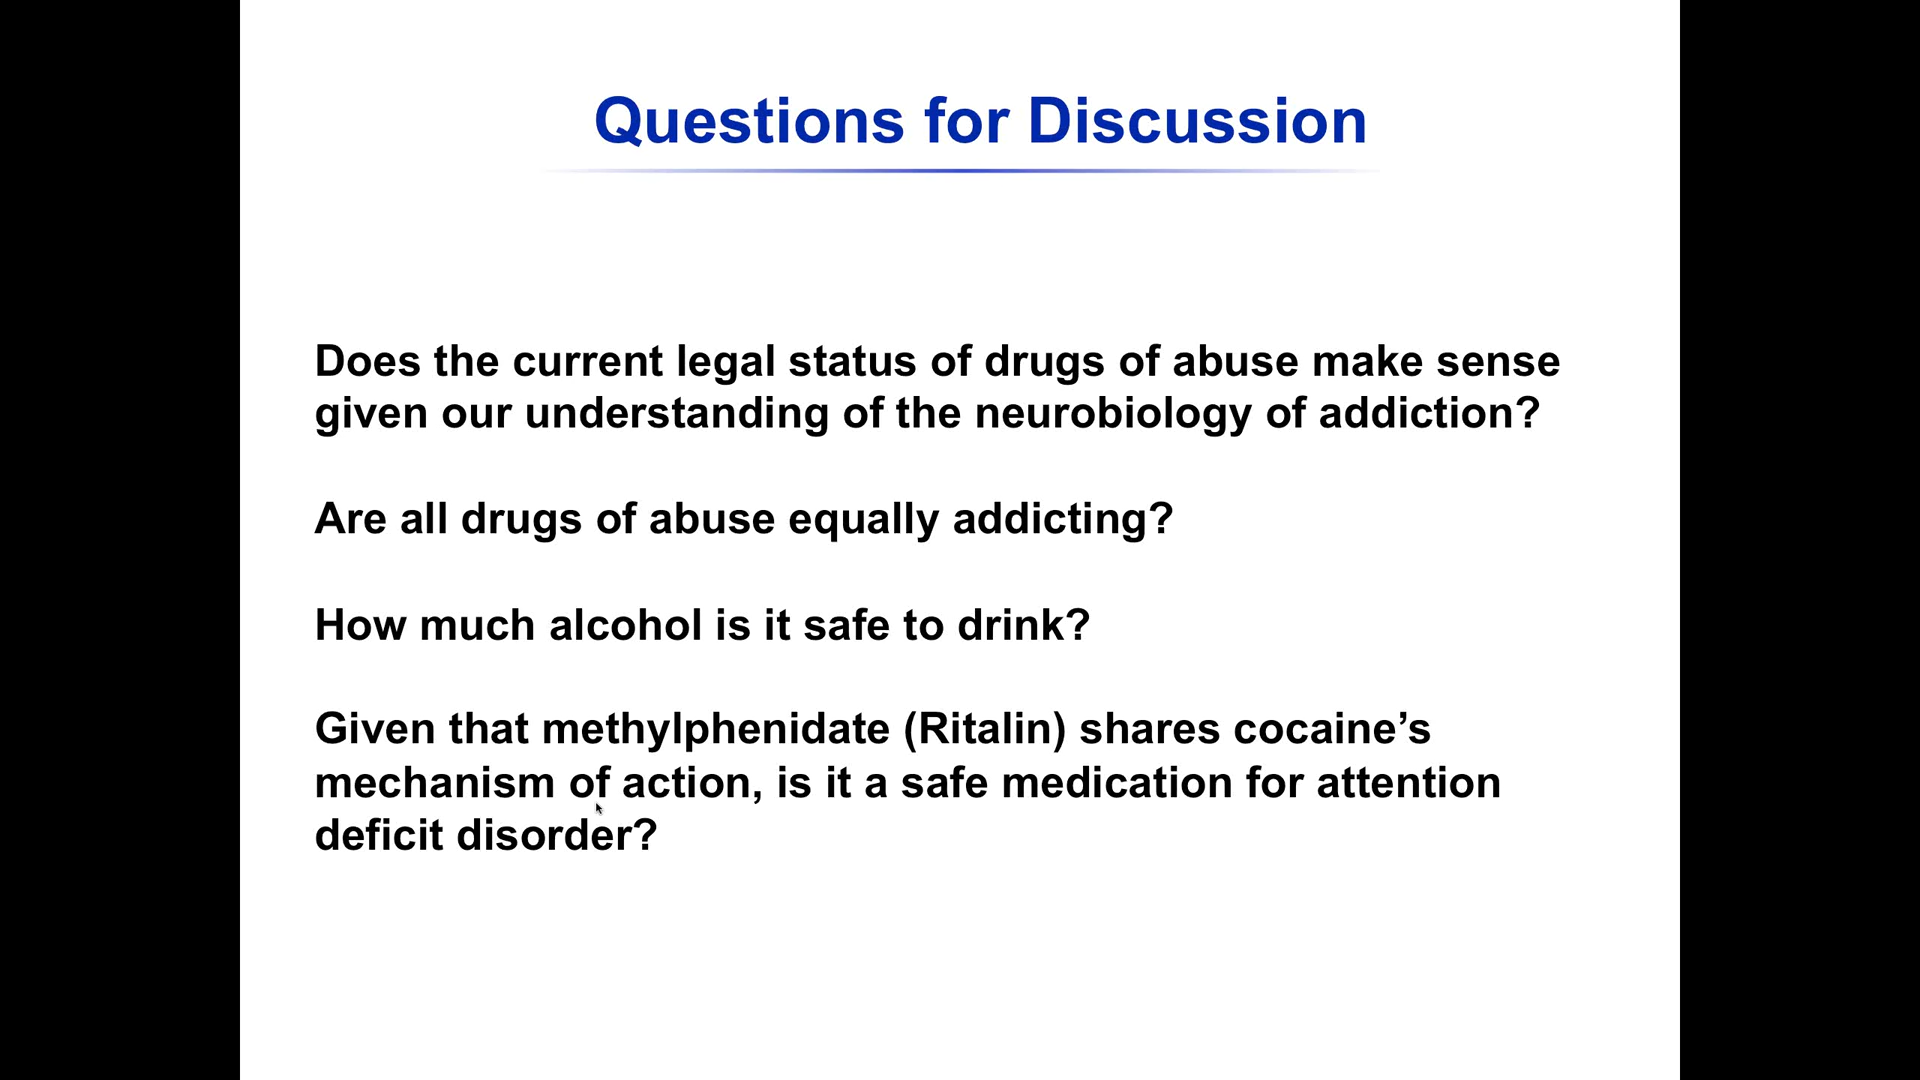 Questions for Discussion
Does the current legal status of drugs of abuse make sense
given our understanding of the neurobiology of addiction?
Are all drugs of abuse equally addicting?
How much alcohol is it safe to drink?
Given that methylphenidate (Ritalin) shares cocaine’s
mechanism of action, is it a safe medication for attention
deficit disorder?